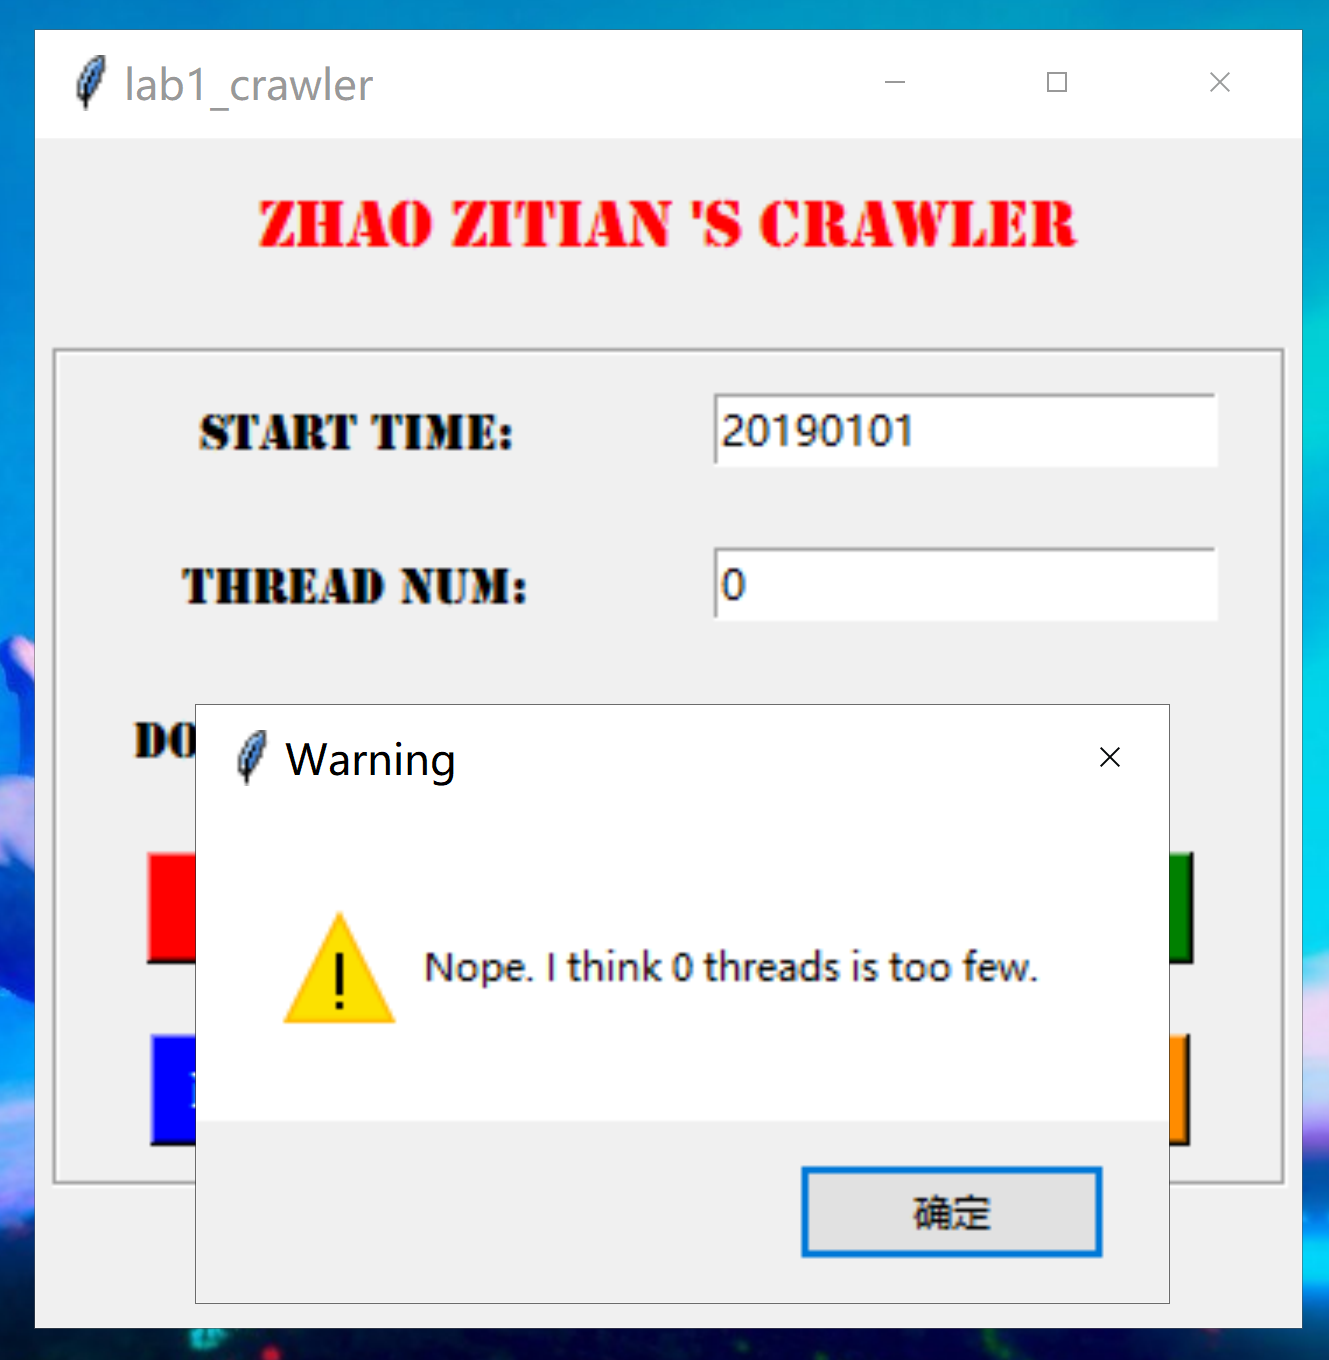 lab1_crawler
ZHAO ZITIAN 'S CRAWLER
START TIME: 20190101
THREAD NUM: 0
DO
Warning
Nope. I think 0 threads is too few.
确定